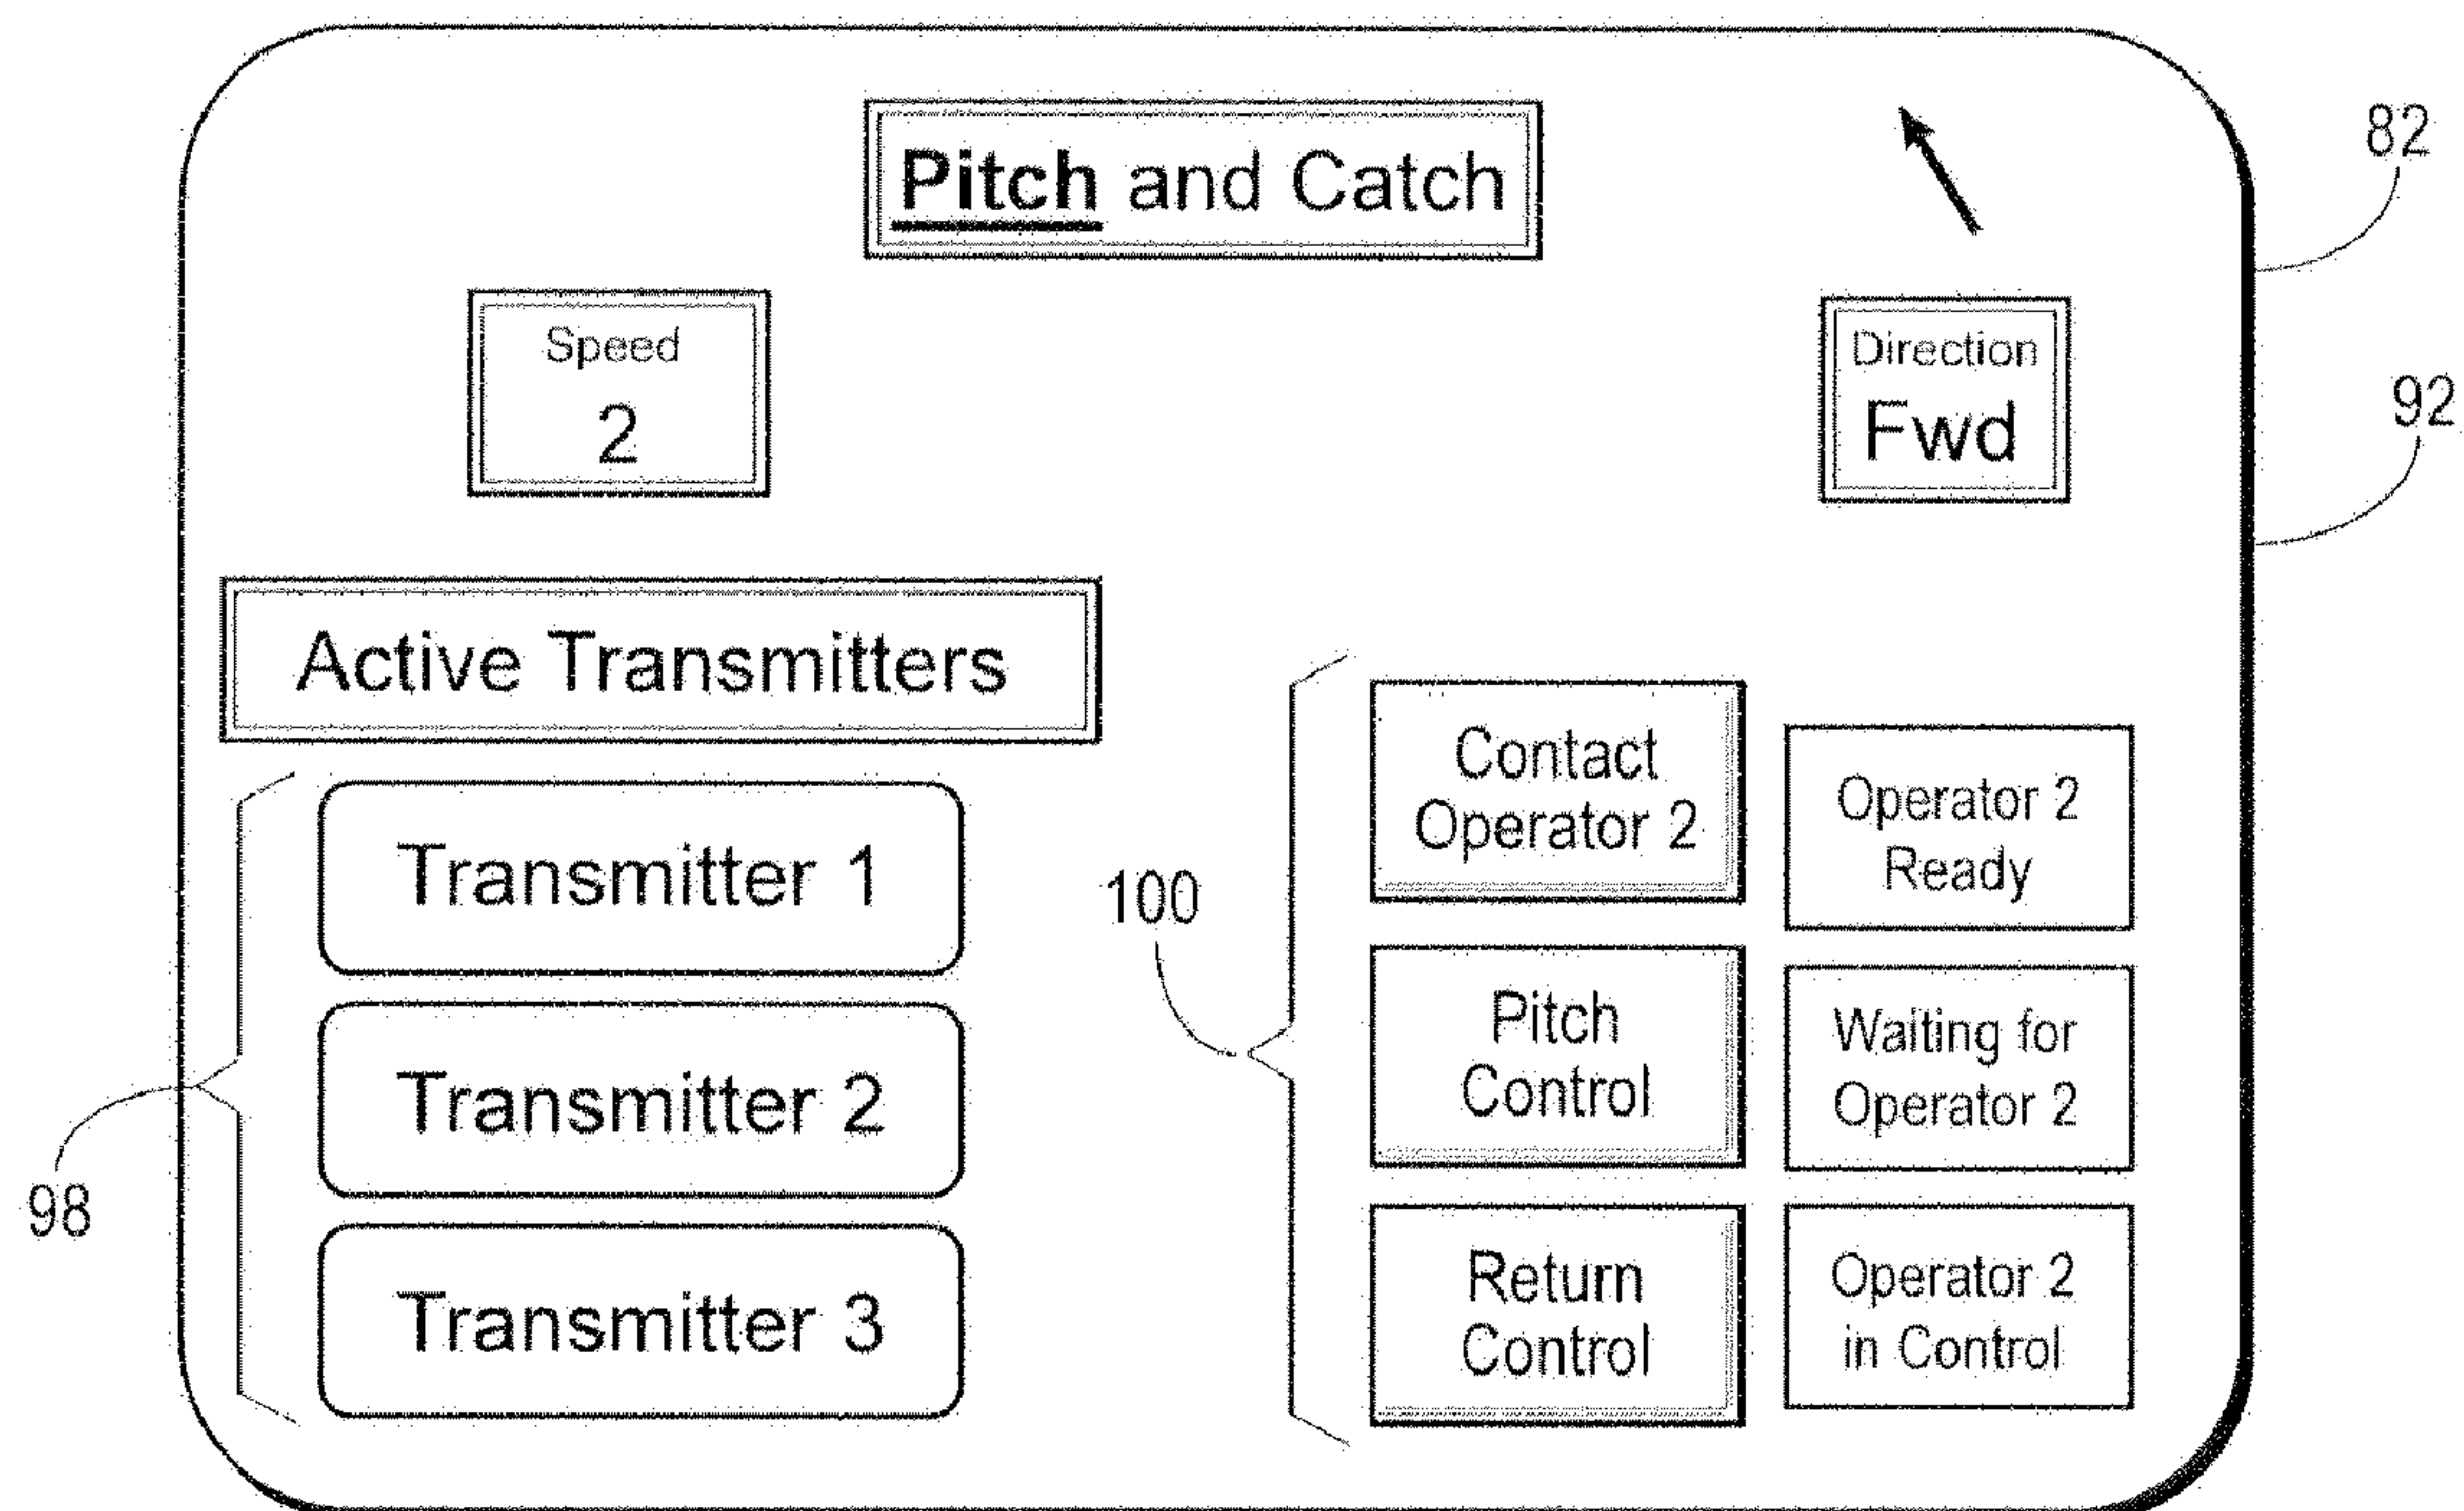 Pitch and Catch
82
Speed
2
Direction
Fwd
92
Active Transmitters
98
Transmitter 1
Transmitter 2
Transmitter 3
100
Contact
Operator 2
Operator 2
Ready
Pitch
Control
Waiting for
Operator 2
Return
Control
Operator 2
in Control